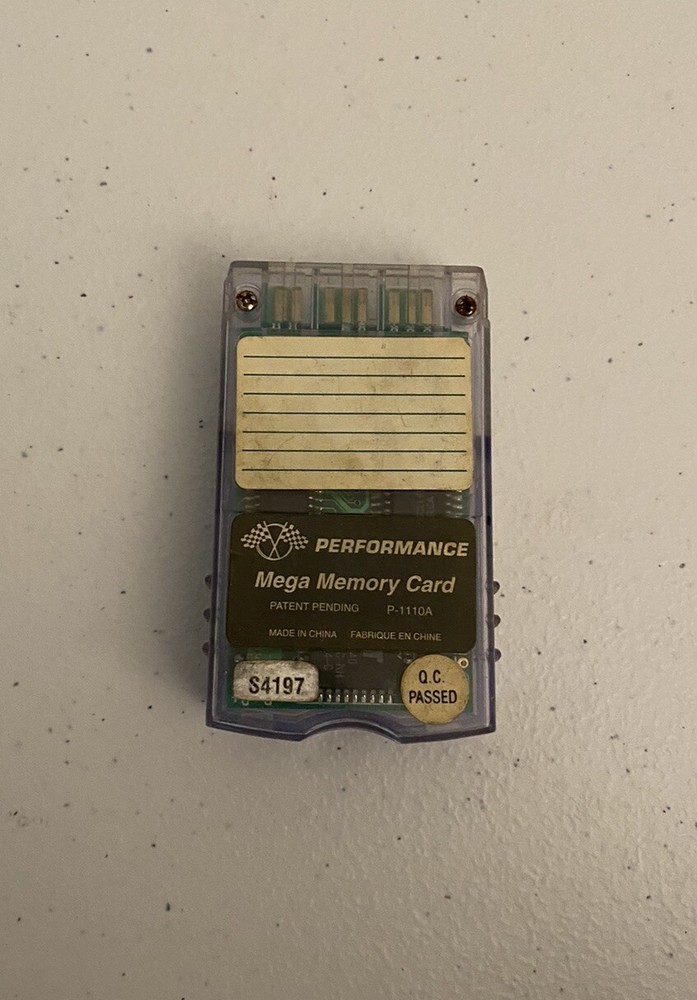 PERFORMANCE
Mega Memory Card
PATENT PENDING P-1110A
MADE IN CHINA FABRIQUE EN CHINE
S4197
Q.C.
PASSED